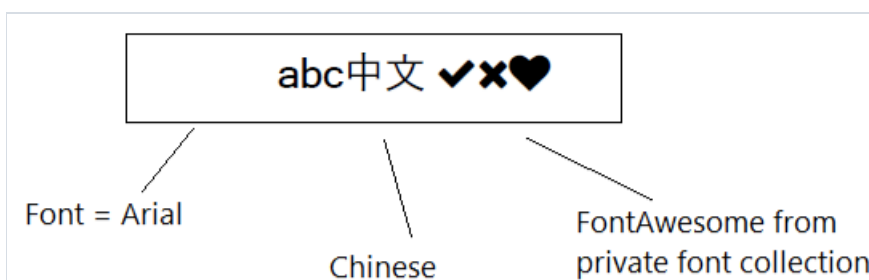 abc中文 ✔✖♥
Font = Arial
Chinese
FontAwesome from
private font collection